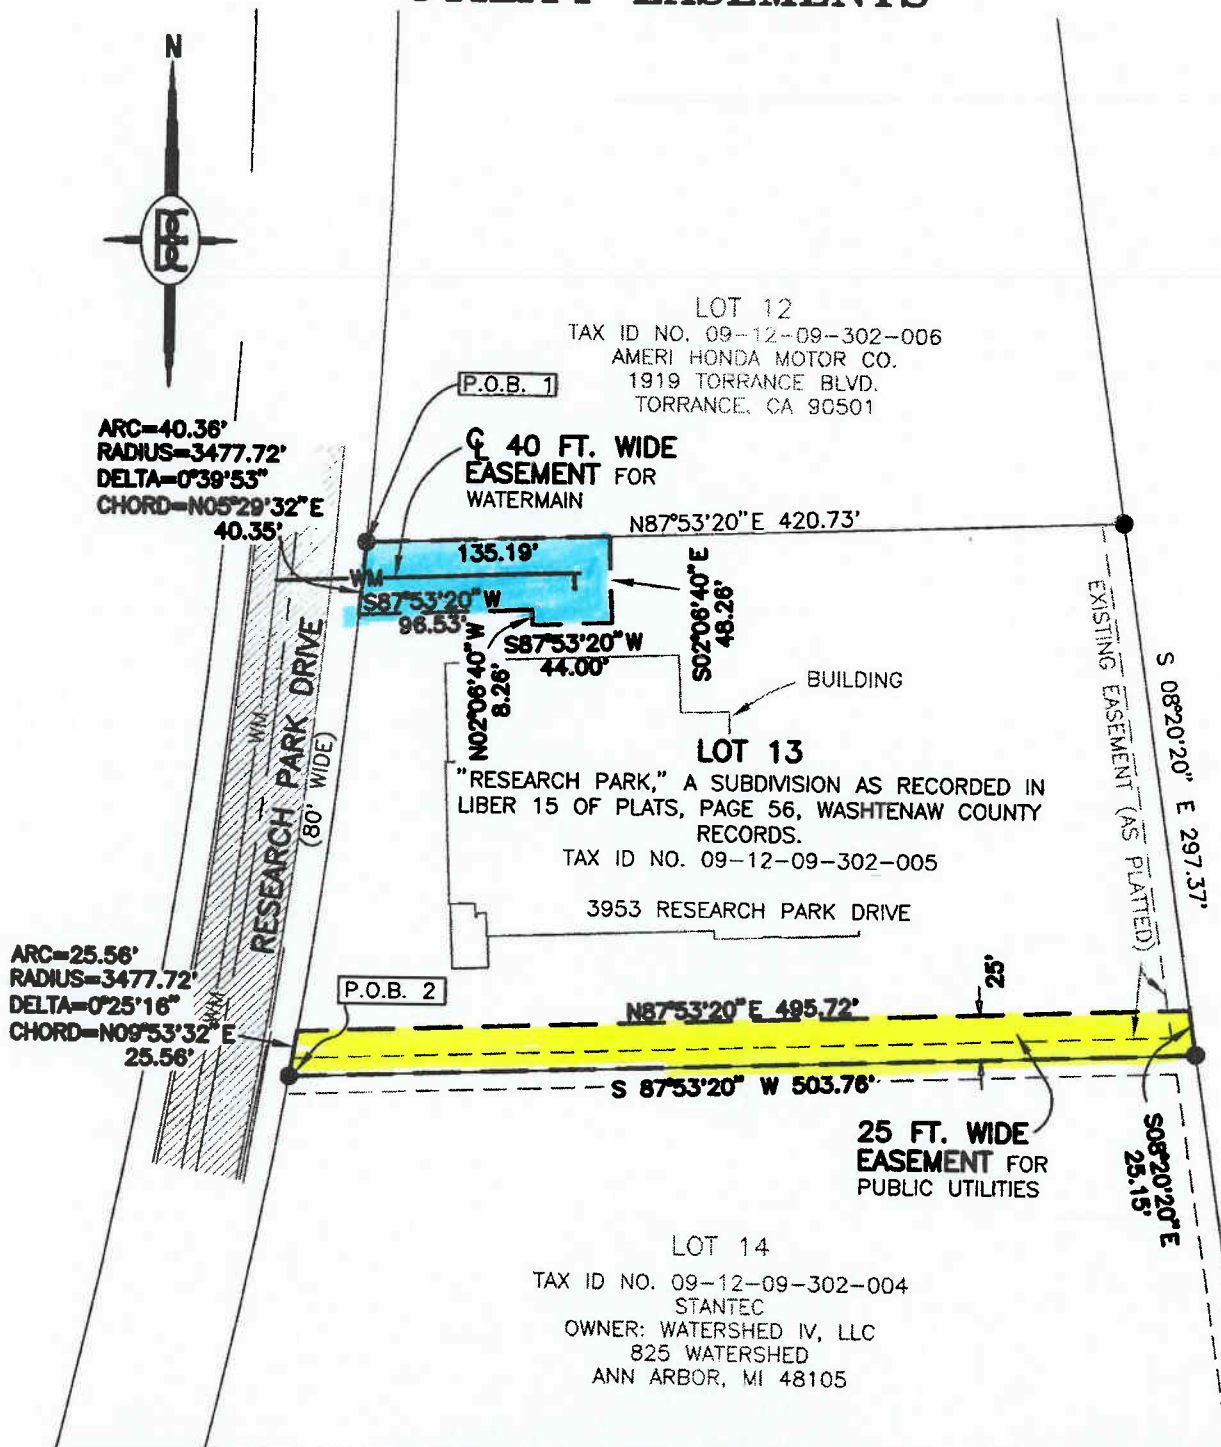 EASEMENTS
N
LOT 12
TAX ID NO. 09-12-09-302-006
AMERI HONDA MOTOR CO.
1919 TORRANCE BLVD.
TORRANCE, CA 90501
P.O.B. 1
ARC=40.36'
RADIUS=3477.72'
DELTA=0°39'53"
CHORD=N05°29'32"E
40.35'
℄ 40 FT. WIDE
EASEMENT FOR
WATERMAIN
N87°53'20"E 420.73'
135.19'
WM
S87°53'20"W
96.53'
S87°53'20"W
44.00'
N02°06'40"W
8.26'
S02°06'40"E
48.26'
BUILDING
EXISTING EASEMENT (AS PLATTED)
S 08°20'20" E 297.37'
WM
RESEARCH PARK DRIVE
(80' WIDE)
LOT 13
"RESEARCH PARK," A SUBDIVISION AS RECORDED IN
LIBER 15 OF PLATS, PAGE 56, WASHTENAW COUNTY
RECORDS.
TAX ID NO. 09-12-09-302-005
3953 RESEARCH PARK DRIVE
ARC=25.56'
RADIUS=3477.72'
DELTA=0°25'16"
CHORD=N09°53'32"E
25.56'
WM
P.O.B. 2
N87°53'20"E 495.72'
25'
S 87°53'20" W 503.76'
25 FT. WIDE
EASEMENT FOR
PUBLIC UTILITIES
S08°20'20"E
25.15'
LOT 14
TAX ID NO. 09-12-09-302-004
STANTEC
OWNER: WATERSHED IV, LLC
825 WATERSHED
ANN ARBOR, MI 48105